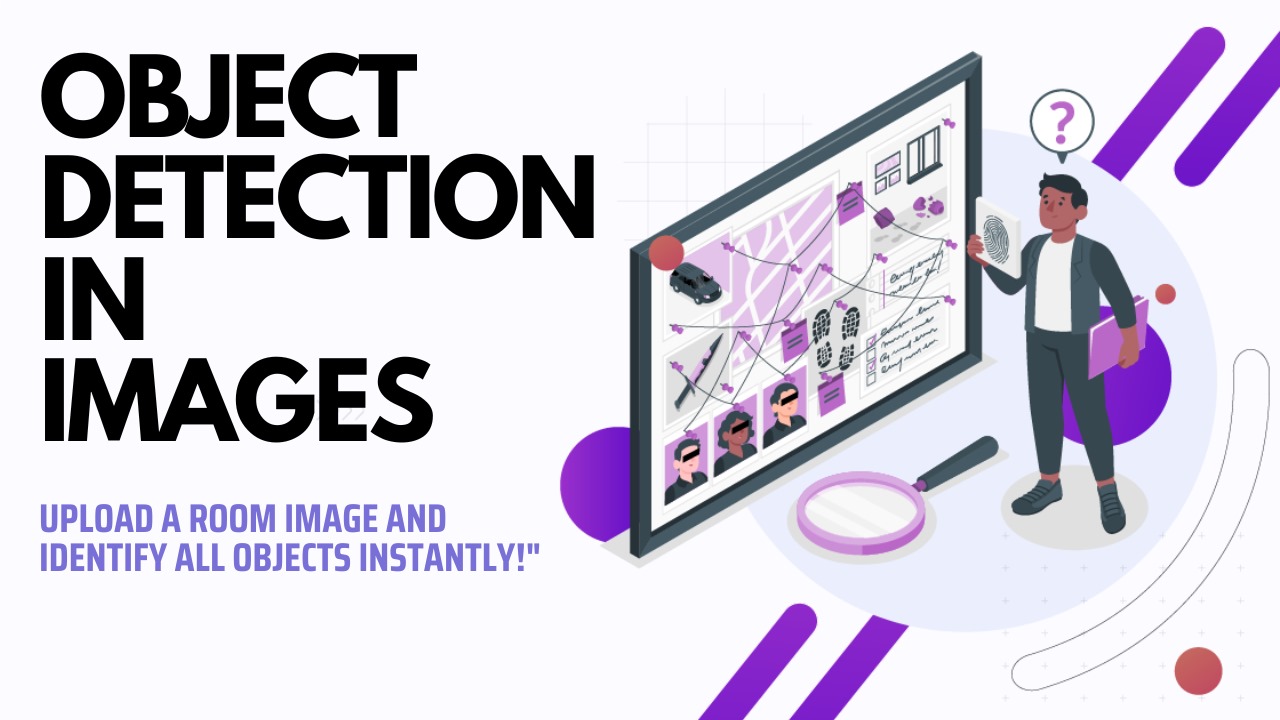 OBJECT
DETECTION
IN
IMAGES
UPLOAD A ROOM IMAGE AND
IDENTIFY ALL OBJECTS INSTANTLY!"
?